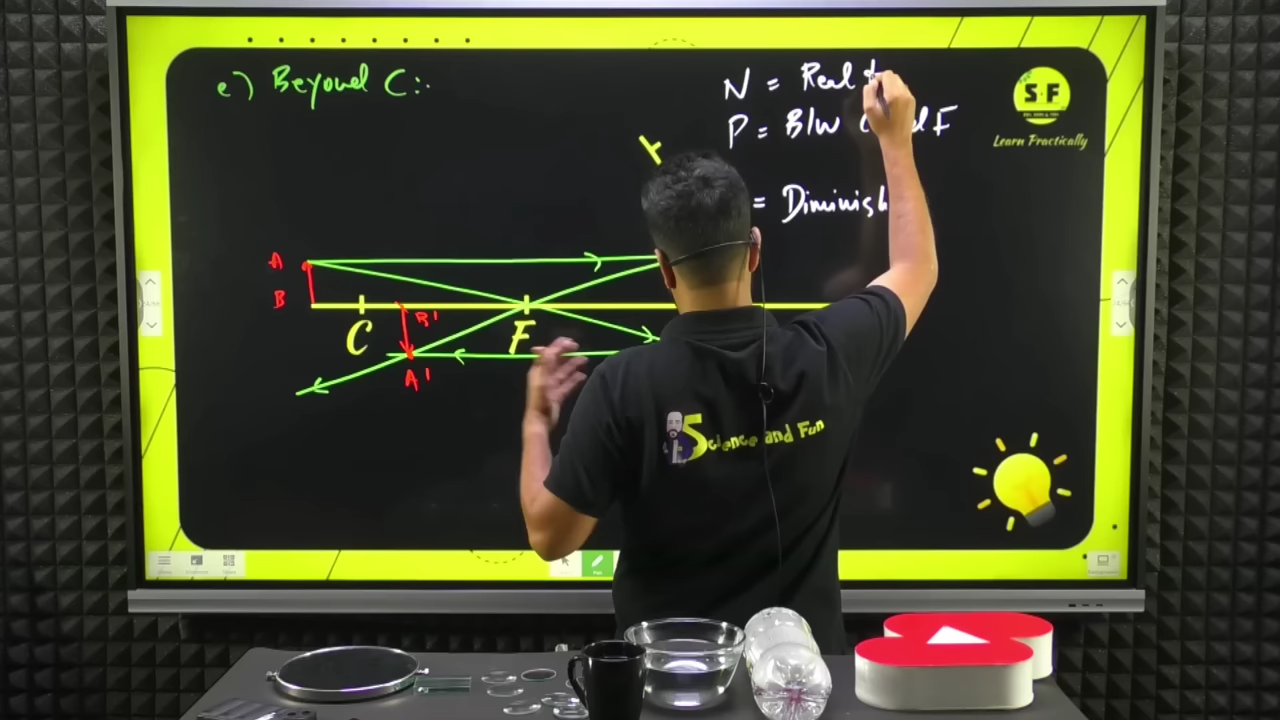 e) Beyond C:.
N = Real &
P = B/W
F
= Diminish
S·F
Learn Practically
A
B
C
B'
F
A'
Science and Fun